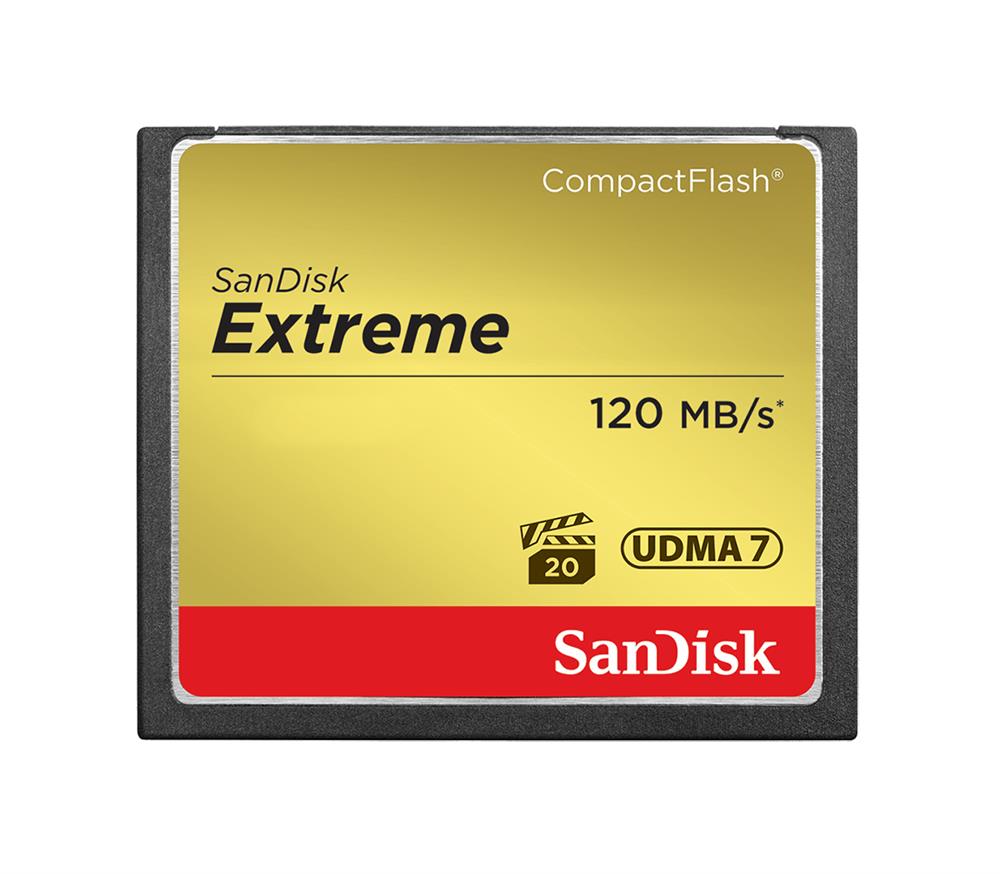 CompactFlash®
SanDisk
Extreme
120 MB/s*
20
UDMA 7
SanDisk